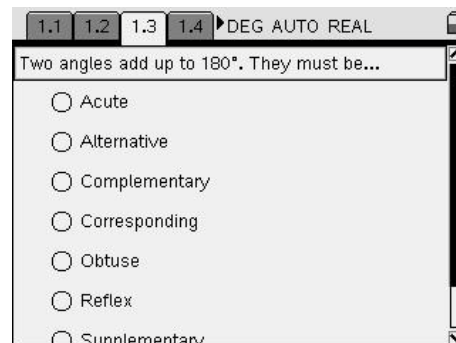 1.1 1.2 1.3 1.4 DEG AUTO REAL
Two angles add up to 180°. They must be...
Acute
Alternative
Complementary
Corresponding
Obtuse
Reflex
Supplementary